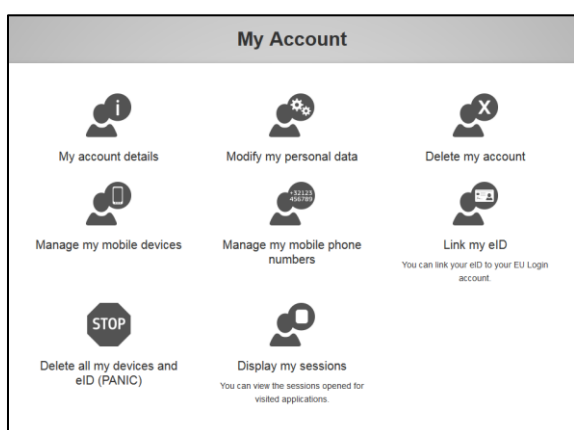 My Account
i
X
My account details
Modify my personal data
Delete my account
+32123
456789
Manage my mobile devices
Manage my mobile phone
numbers
Link my eID
You can link your eID to your EU Login
account.
STOP
Delete all my devices and
eID (PANIC)
Display my sessions
You can view the sessions opened for
visited applications.